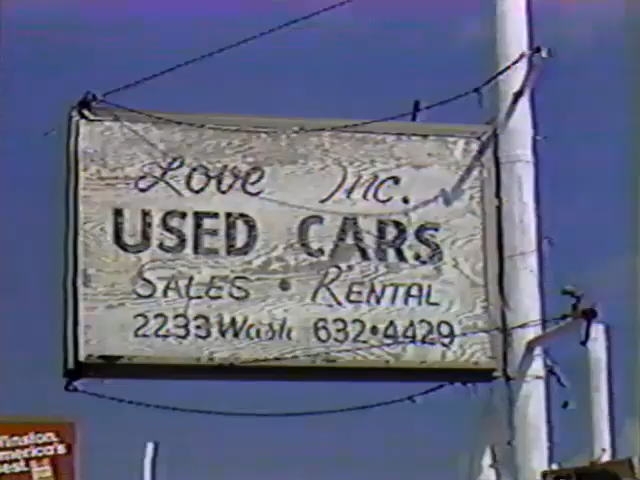 Love Inc.
USED CARS
SALES • RENTAL
2233 Wash 632•4429
Winston.
America's
Best.